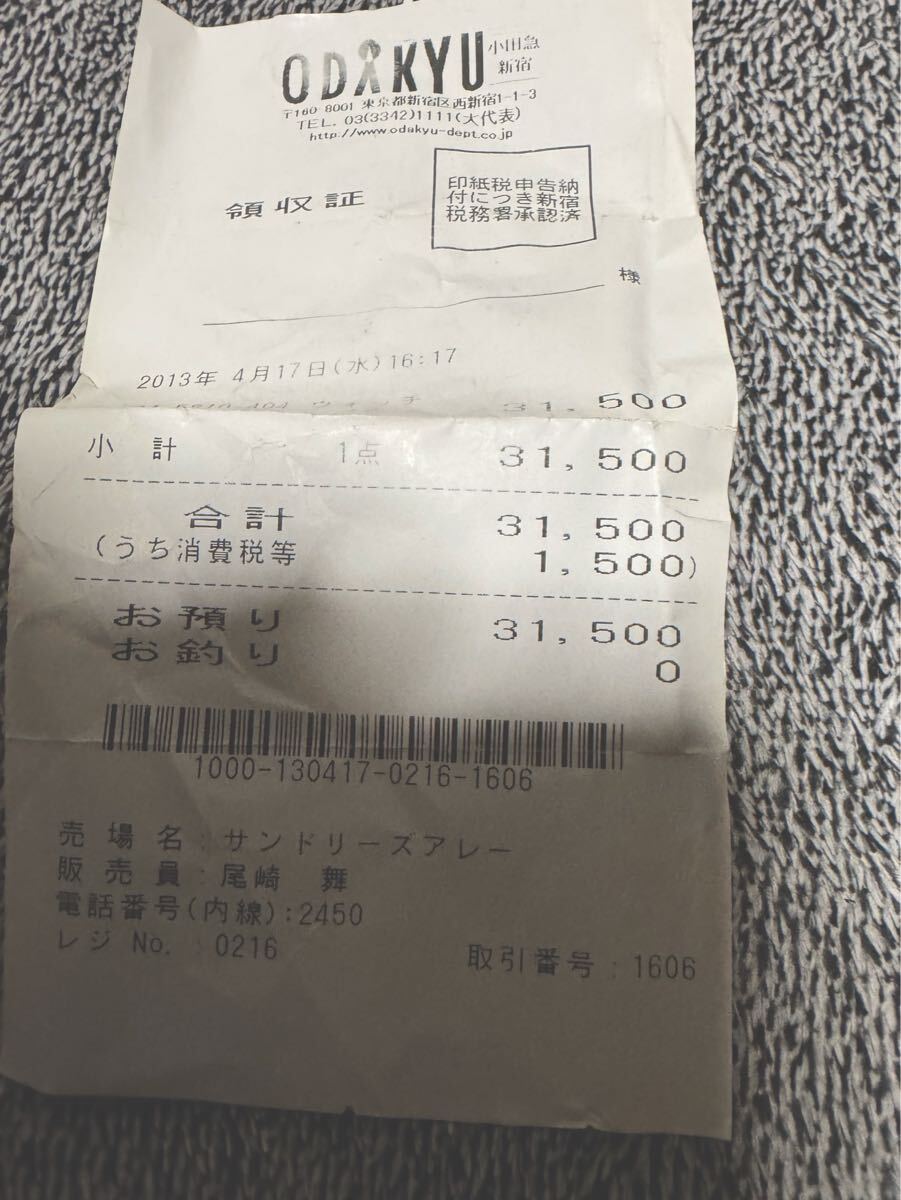 ODAKYU 小田急
新宿
〒160-8001 東京都新宿区西新宿1-1-3
TEL. 03(3342)1111(大代表)
http://www.odakyu-dept.co.jp
領収証
印紙税申告納
付につき新宿
税務署承認済
様
2013年 4月17日(水)16:17
ウォッチ 31,500
小 計 1点 31,500
合計 31,500
(うち消費税等 1,500)
お預り 31,500
お釣り 0
1000-130417-0216-1606
売 場 名:サンドリーズアレー
販 売 員:尾崎 舞
電話番号(内線):2450
レジ No. :0216 取引番号:1606